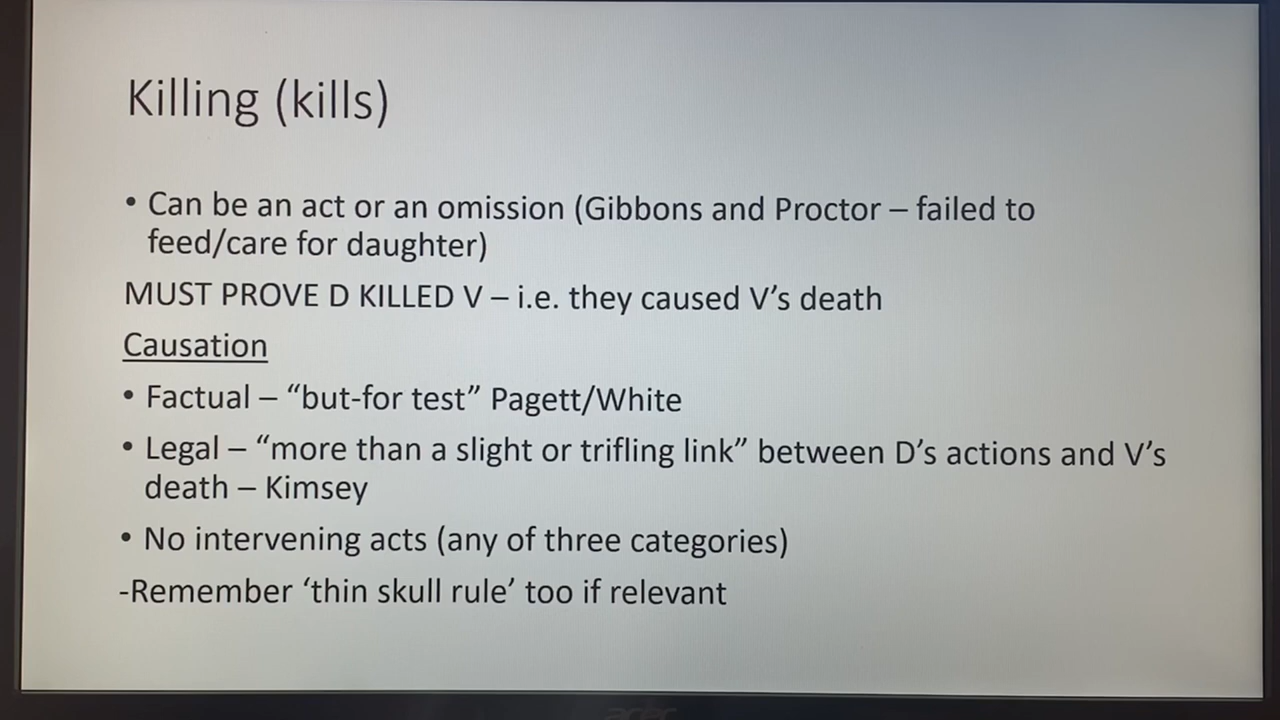 Killing (kills)
• Can be an act or an omission (Gibbons and Proctor – failed to
feed/care for daughter)
MUST PROVE D KILLED V – i.e. they caused V’s death
Causation
• Factual – “but-for test” Pagett/White
• Legal – “more than a slight or trifling link” between D’s actions and V’s
death – Kimsey
• No intervening acts (any of three categories)
-Remember ‘thin skull rule’ too if relevant
acer